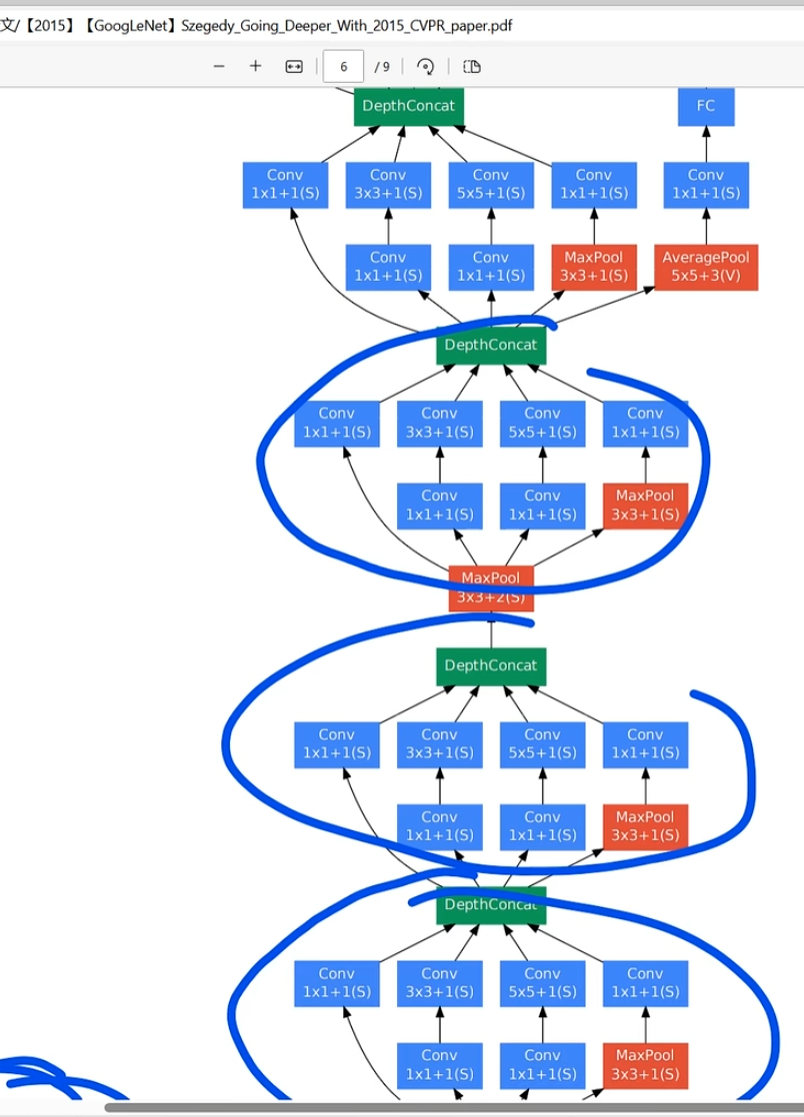 文/【2015】【GoogLeNet】Szegedy_Going_Deeper_With_2015_CVPR_paper.pdf
6 / 9
DepthConcat
FC
Conv
1x1+1(S)
Conv
3x3+1(S)
Conv
5x5+1(S)
Conv
1x1+1(S)
Conv
1x1+1(S)
Conv
1x1+1(S)
Conv
1x1+1(S)
MaxPool
3x3+1(S)
AveragePool
5x5+3(V)
DepthConcat
Conv
1x1+1(S)
Conv
3x3+1(S)
Conv
5x5+1(S)
Conv
1x1+1(S)
Conv
1x1+1(S)
Conv
1x1+1(S)
MaxPool
3x3+1(S)
MaxPool
3x3+2(S)
DepthConcat
Conv
1x1+1(S)
Conv
3x3+1(S)
Conv
5x5+1(S)
Conv
1x1+1(S)
Conv
1x1+1(S)
Conv
1x1+1(S)
MaxPool
3x3+1(S)
DepthConcat
Conv
1x1+1(S)
Conv
3x3+1(S)
Conv
5x5+1(S)
Conv
1x1+1(S)
Conv
1x1+1(S)
Conv
1x1+1(S)
MaxPool
3x3+1(S)